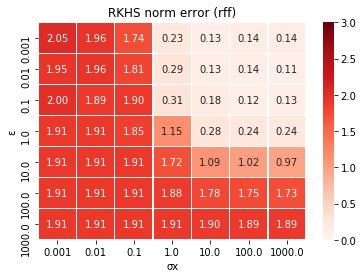 RKHS norm error (rff)
ε
0.001 2.05 1.96 1.74 0.23 0.13 0.14 0.14
0.01 1.95 1.96 1.81 0.29 0.13 0.14 0.11
0.1 2.00 1.89 1.90 0.31 0.18 0.12 0.13
1.0 1.91 1.91 1.85 1.15 0.28 0.24 0.24
10.0 1.91 1.91 1.91 1.72 1.09 1.02 0.97
100.0 1.91 1.91 1.91 1.88 1.78 1.75 1.73
1000.0 1.91 1.91 1.91 1.91 1.90 1.89 1.89
0.001 0.01 0.1 1.0 10.0 100.0 1000.0
σx
3.0
2.5
2.0
1.5
1.0
0.5
0.0